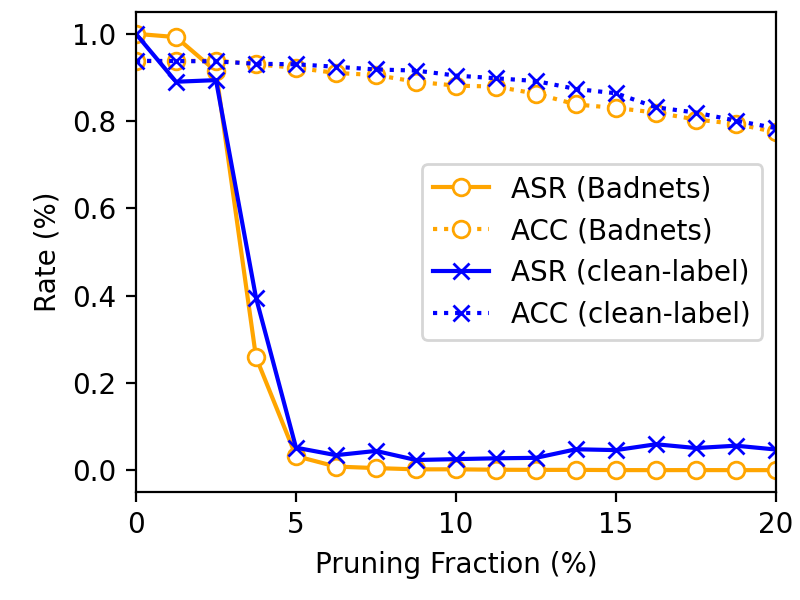 1.0
0.8
0.6
0.4
0.2
0.0
Rate (%)
ASR (Badnets)
ACC (Badnets)
ASR (clean-label)
ACC (clean-label)
0 5 10 15 20
Pruning Fraction (%)